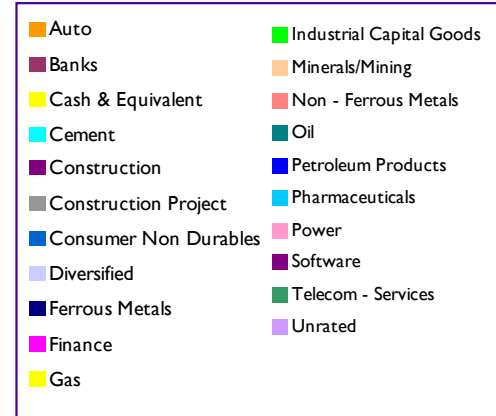 Auto
Banks
Cash & Equivalent
Cement
Construction
Construction Project
Consumer Non Durables
Diversified
Ferrous Metals
Finance
Gas
Industrial Capital Goods
Minerals/Mining
Non - Ferrous Metals
Oil
Petroleum Products
Pharmaceuticals
Power
Software
Telecom - Services
Unrated